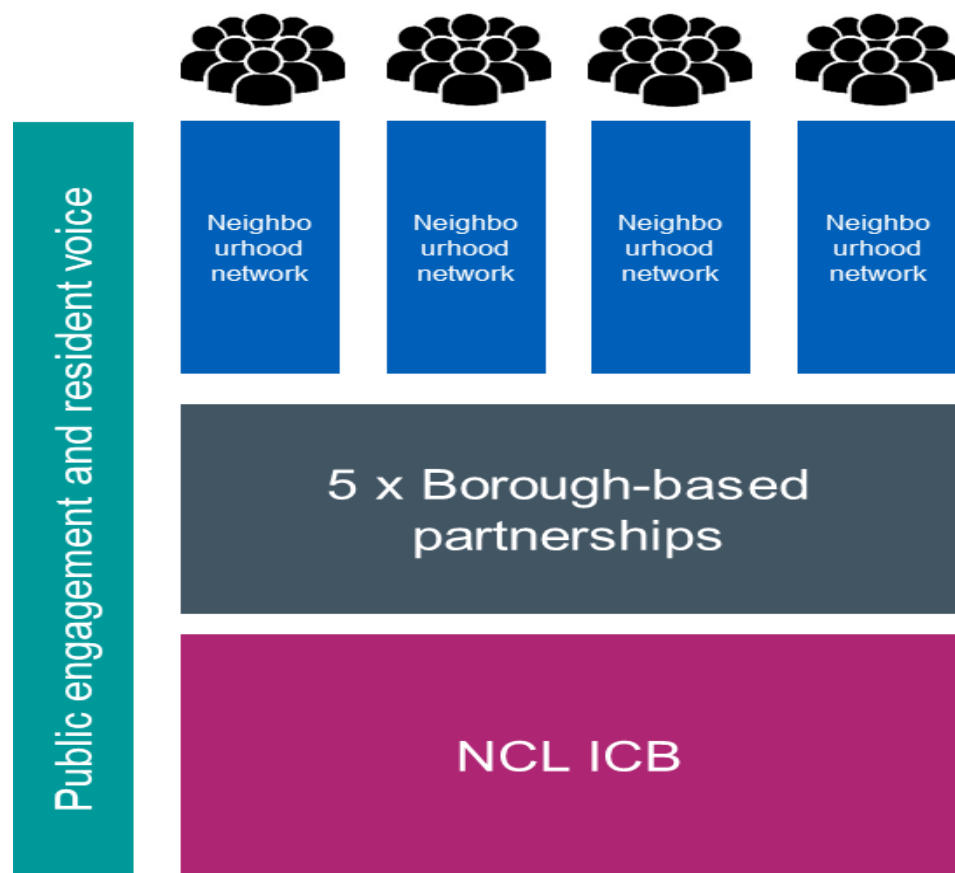 Public engagement and resident voice
Neighbo
urhood
network
Neighbo
urhood
network
Neighbo
urhood
network
Neighbo
urhood
network
5 x Borough-based
partnerships
NCL ICB